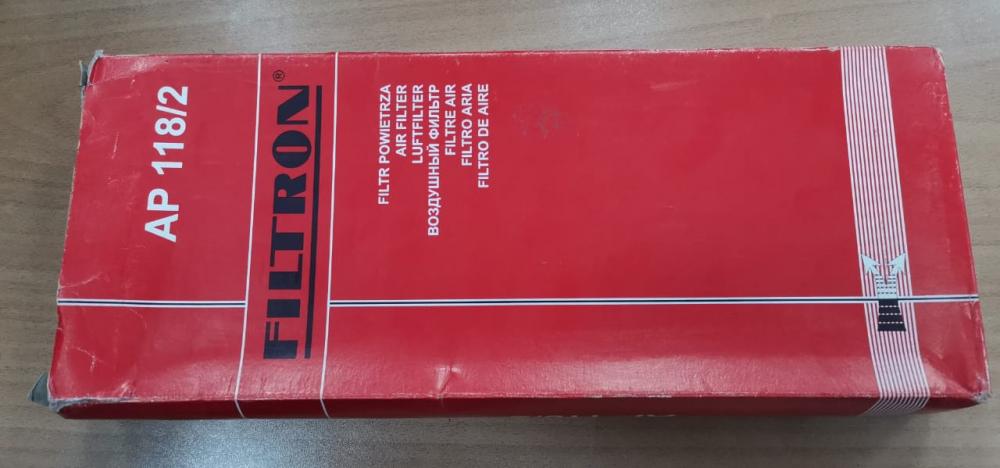 AP 118/2
FILTRON®
FILTR POWIETRZA
AIR FILTER
LUFTFILTER
ВОЗДУШНЫЙ ФИЛЬТР
FILTRE AIR
FILTRO ARIA
FILTRO DE AIRE